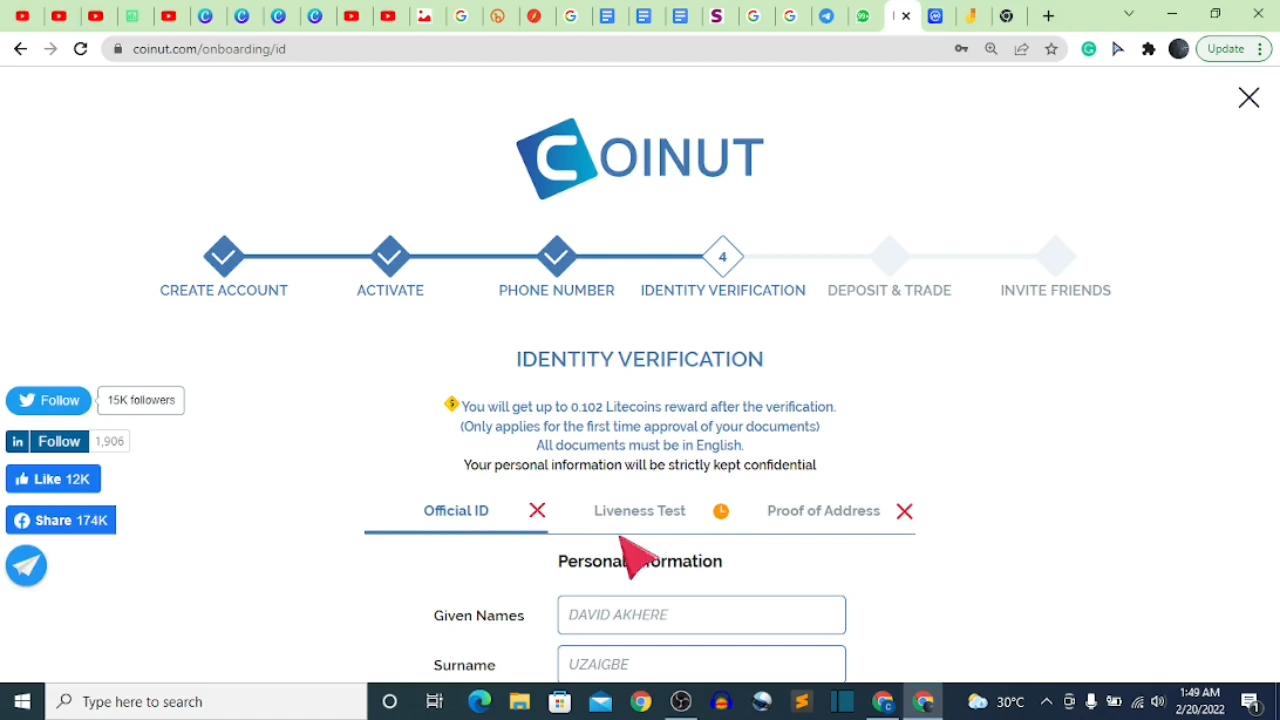 coinut.com/onboarding/id
Update
COINUT
4
CREATE ACCOUNT
ACTIVATE
PHONE NUMBER
IDENTITY VERIFICATION
DEPOSIT & TRADE
INVITE FRIENDS
IDENTITY VERIFICATION
You will get up to 0.102 Litecoins reward after the verification.
(Only applies for the first time approval of your documents)
All documents must be in English.
Your personal information will be strictly kept confidential
Follow
15K followers
in Follow 1,906
Like 12K
Share 174K
Official ID
Liveness Test
Proof of Address
Personal
Given Names
DAVID AKHERE
Surname
UZAIGBE
Type here to search
30°C
1:49 AM
2/20/2022
1